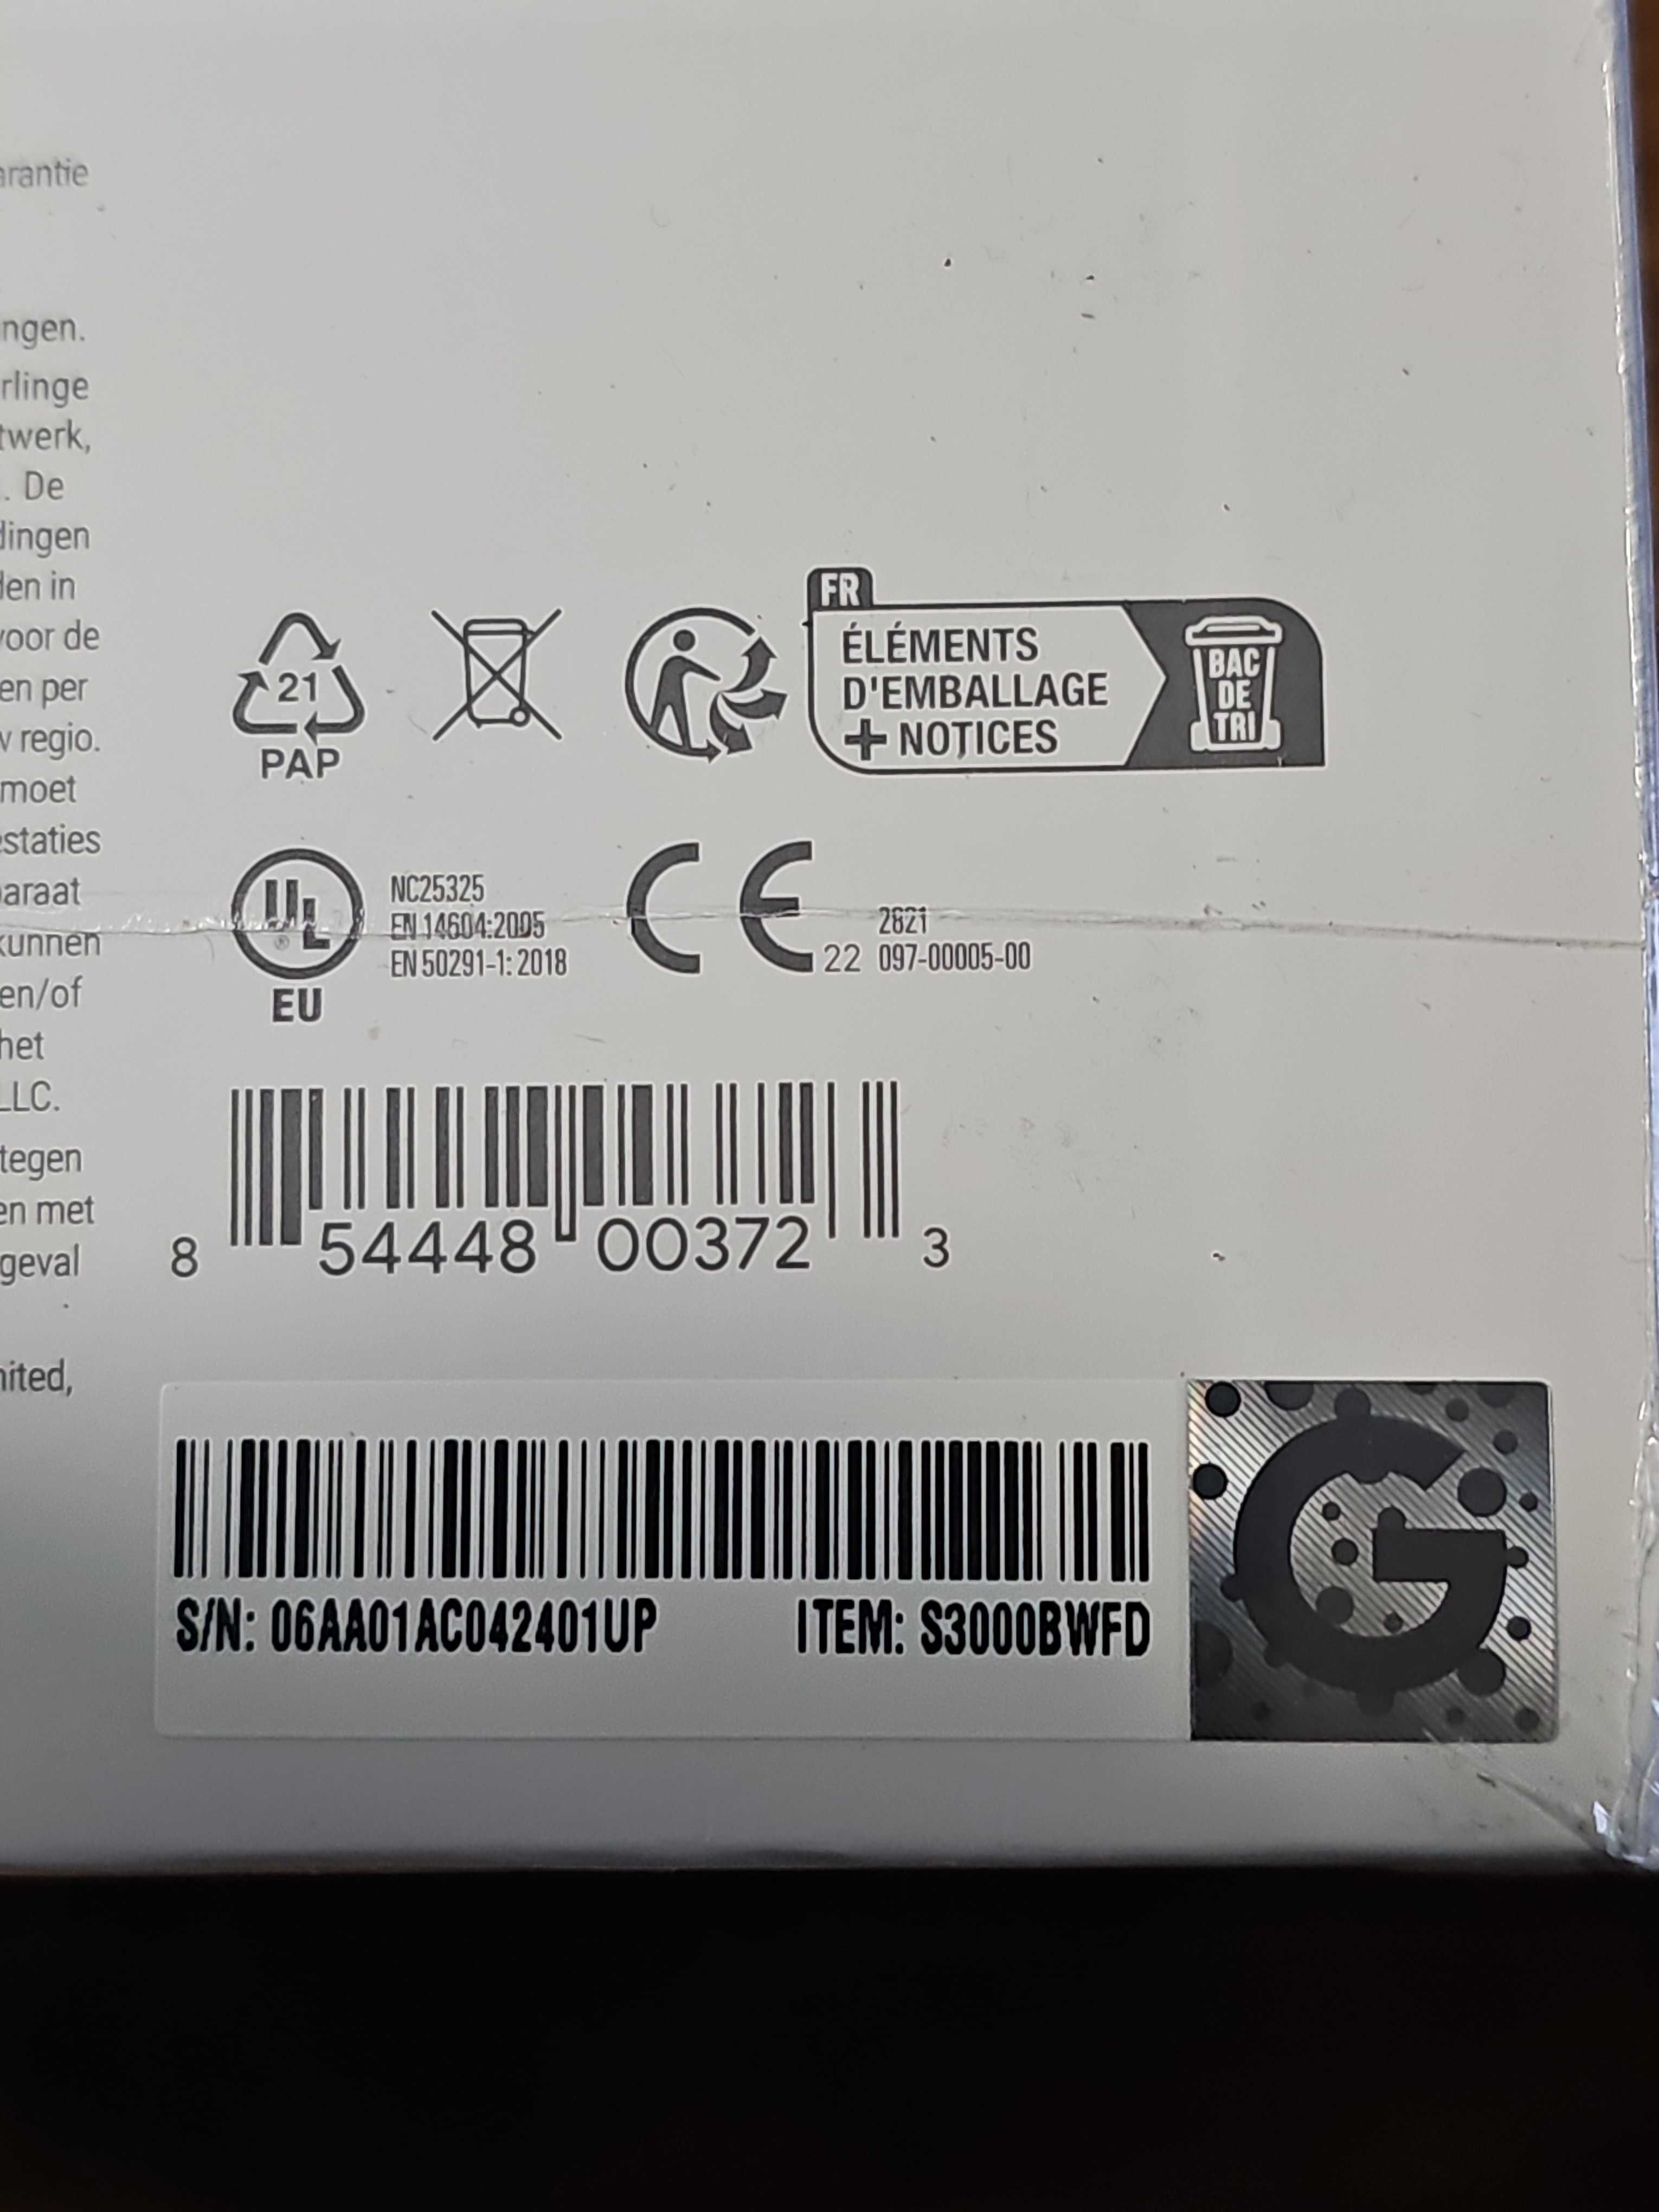 arantie
ngen.
rlinge
twerk,
. De
dingen
den in
voor de
en per
w regio.
moet
estaties
paraat
kunnen
en/of
het
LLC.
tegen
en met
geval
nited,
FR
ÉLÉMENTS
D'EMBALLAGE
+ NOTICES
BAC
DE
TRI
21
PAP
UL
®
EU
NC25325
EN 14604:2005
EN 50291-1: 2018
CE
22
2821
097-00005-00
8 54448 00372 3
S/N: 06AA01AC042401UP ITEM: S3000BWFD
G